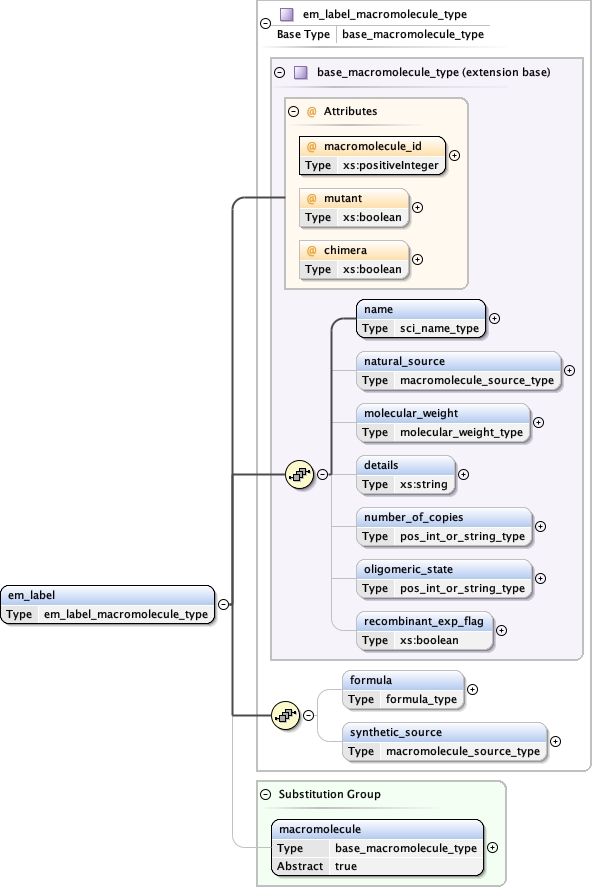 em_label_macromolecule_type
Base Type base_macromolecule_type
base_macromolecule_type (extension base)
@ Attributes
@ macromolecule_id
Type xs:positiveInteger
@ mutant
Type xs:boolean
@ chimera
Type xs:boolean
name
Type sci_name_type
natural_source
Type macromolecule_source_type
molecular_weight
Type molecular_weight_type
details
Type xs:string
number_of_copies
Type pos_int_or_string_type
oligomeric_state
Type pos_int_or_string_type
recombinant_exp_flag
Type xs:boolean
em_label
Type em_label_macromolecule_type
formula
Type formula_type
synthetic_source
Type macromolecule_source_type
Substitution Group
macromolecule
Type base_macromolecule_type
Abstract true